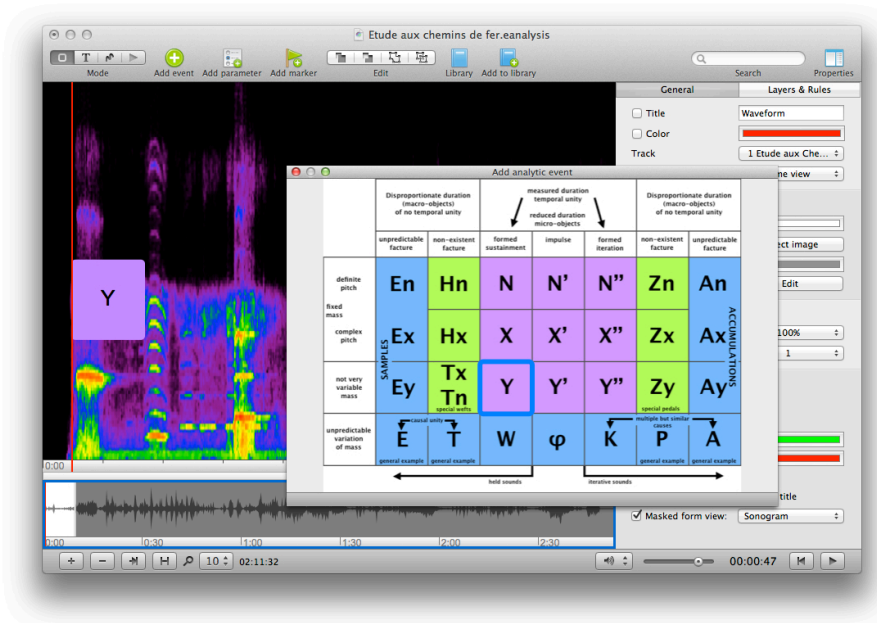 Etude aux chemins de fer.eanalysis
T
Mode
Add event
Add parameter
Add marker
Edit
Library
Add to library
Search
Properties
General
Layers & Rules
Title
Waveform
Color
Track
1 Etude aux Che...
ne view
ect image
Edit
100%
1
title
Masked form view:
Sonogram
Y
Add analytic event
Disproportionate duration
(macro-objects)
of no temporal unity
measured duration
temporal unity
reduced duration
micro-objects
Disproportionate duration
(macro-objects)
of no temporal unity
unpredictable
facture
non-existent
facture
formed
sustainment
impulse
formed
iteration
non-existent
facture
unpredictable
facture
definite
pitch
En
Hn
N
N'
N''
Zn
An
fixed
mass
complex
pitch
Ex
Hx
X
X'
X''
Zx
Ax
SAMPLES
ACCUMULATIONS
not very
variable
mass
Ey
Tx
Tn
special wefts
Y
Y'
Y''
Zy
special pedals
Ay
unpredictable
variation
of mass
causal unity
multiple but similar
causes
E
T
W
φ
K
P
A
general example
general example
general example
general example
held sounds
iterative sounds
0:00
0:00
0:30
1:00
1:30
2:00
2:30
10
02:11:32
00:00:47